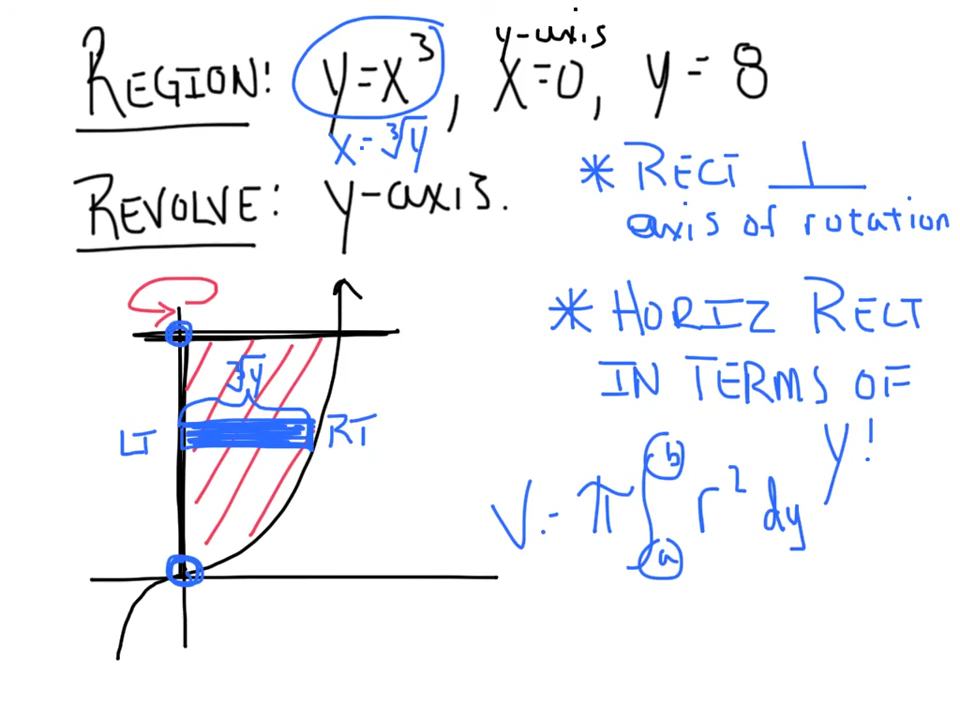 REGION: y=x³, x=0, y=8
y-axis
x=∛y
REVOLVE: y-axis.
* RECT ⊥
axis of rotation
* HORIZ RECT
IN TERMS OF
y!
∛y
LT
RT
V=π∫ₐᵇ r² dy